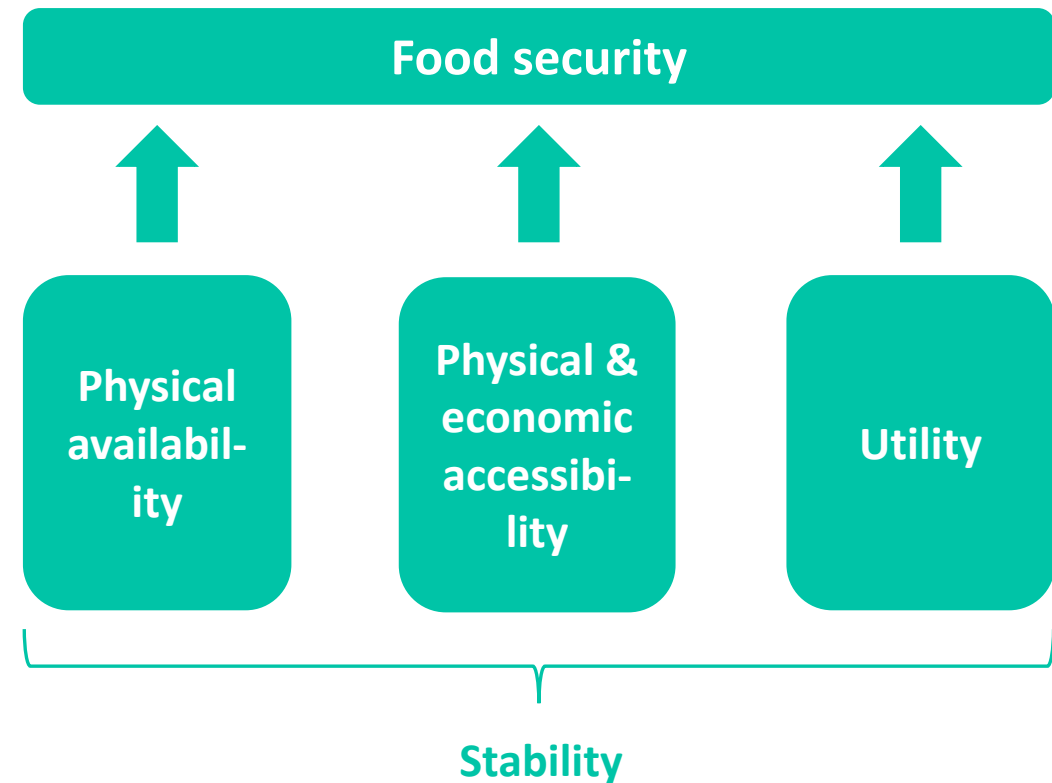 Food security
Physical
availabil-
ity
Physical &
economic
accessibi-
lity
Utility
Stability